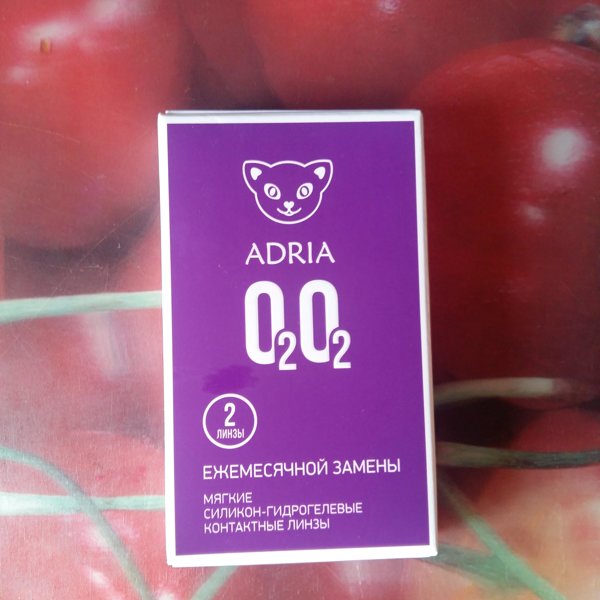 ADRIA
O₂O₂
2
ЛИНЗЫ
ЕЖЕМЕСЯЧНОЙ ЗАМЕНЫ
МЯГКИЕ
СИЛИКОН-ГИДРОГЕЛЕВЫЕ
КОНТАКТНЫЕ ЛИНЗЫ